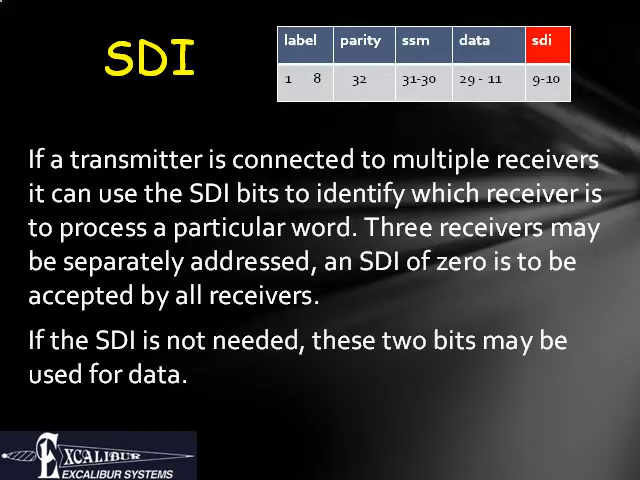 SDI
label parity ssm data sdi
1 8 32 31-30 29 - 11 9-10
If a transmitter is connected to multiple receivers
it can use the SDI bits to identify which receiver is
to process a particular word. Three receivers may
be separately addressed, an SDI of zero is to be
accepted by all receivers.
If the SDI is not needed, these two bits may be
used for data.
EXCALIBUR
EXCALIBUR SYSTEMS